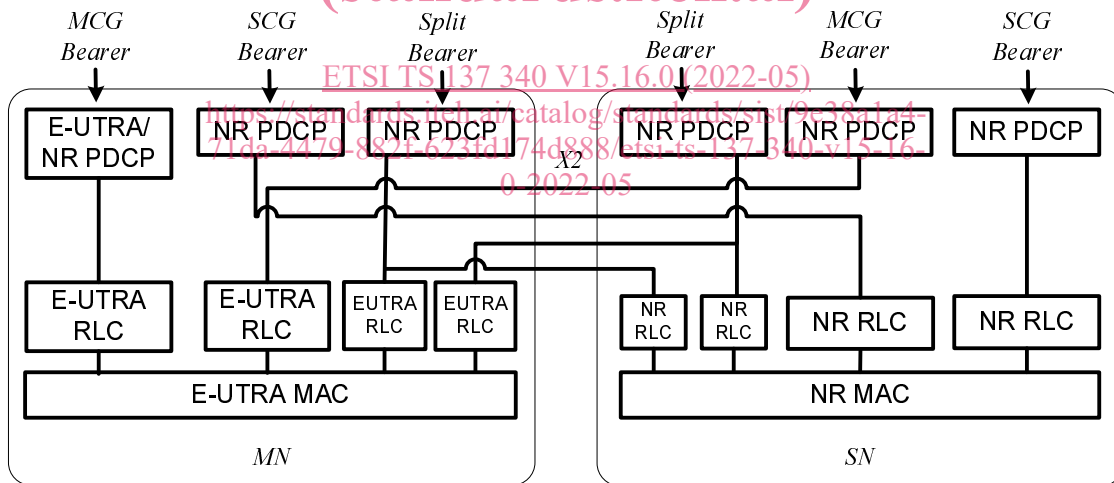 (standards.iteh.ai)
MCG Bearer
SCG Bearer
Split Bearer
Split Bearer
MCG Bearer
SCG Bearer
ETSI TS 137 340 V15.16.0 (2022-05)
https://standards.iteh.ai/catalog/standards/sist/9e38a1a4-
71da-4479-882f-623fd174d888/etsi-ts-137-340-v15-16-
0-2022-05
E-UTRA/
NR PDCP
NR PDCP
NR PDCP
NR PDCP
NR PDCP
NR PDCP
X2
E-UTRA
RLC
E-UTRA
RLC
EUTRA
RLC
EUTRA
RLC
NR
RLC
NR
RLC
NR RLC
NR RLC
E-UTRA MAC
NR MAC
MN
SN